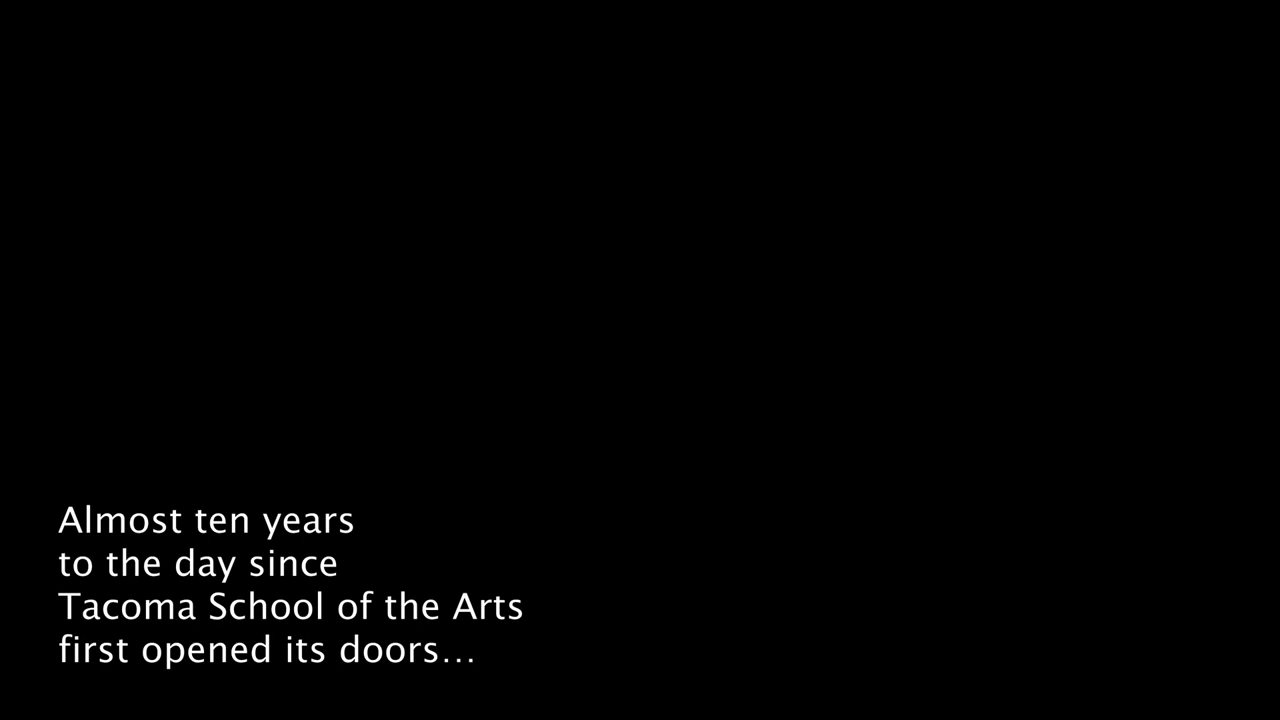 Almost ten years
to the day since
Tacoma School of the Arts
first opened its doors…